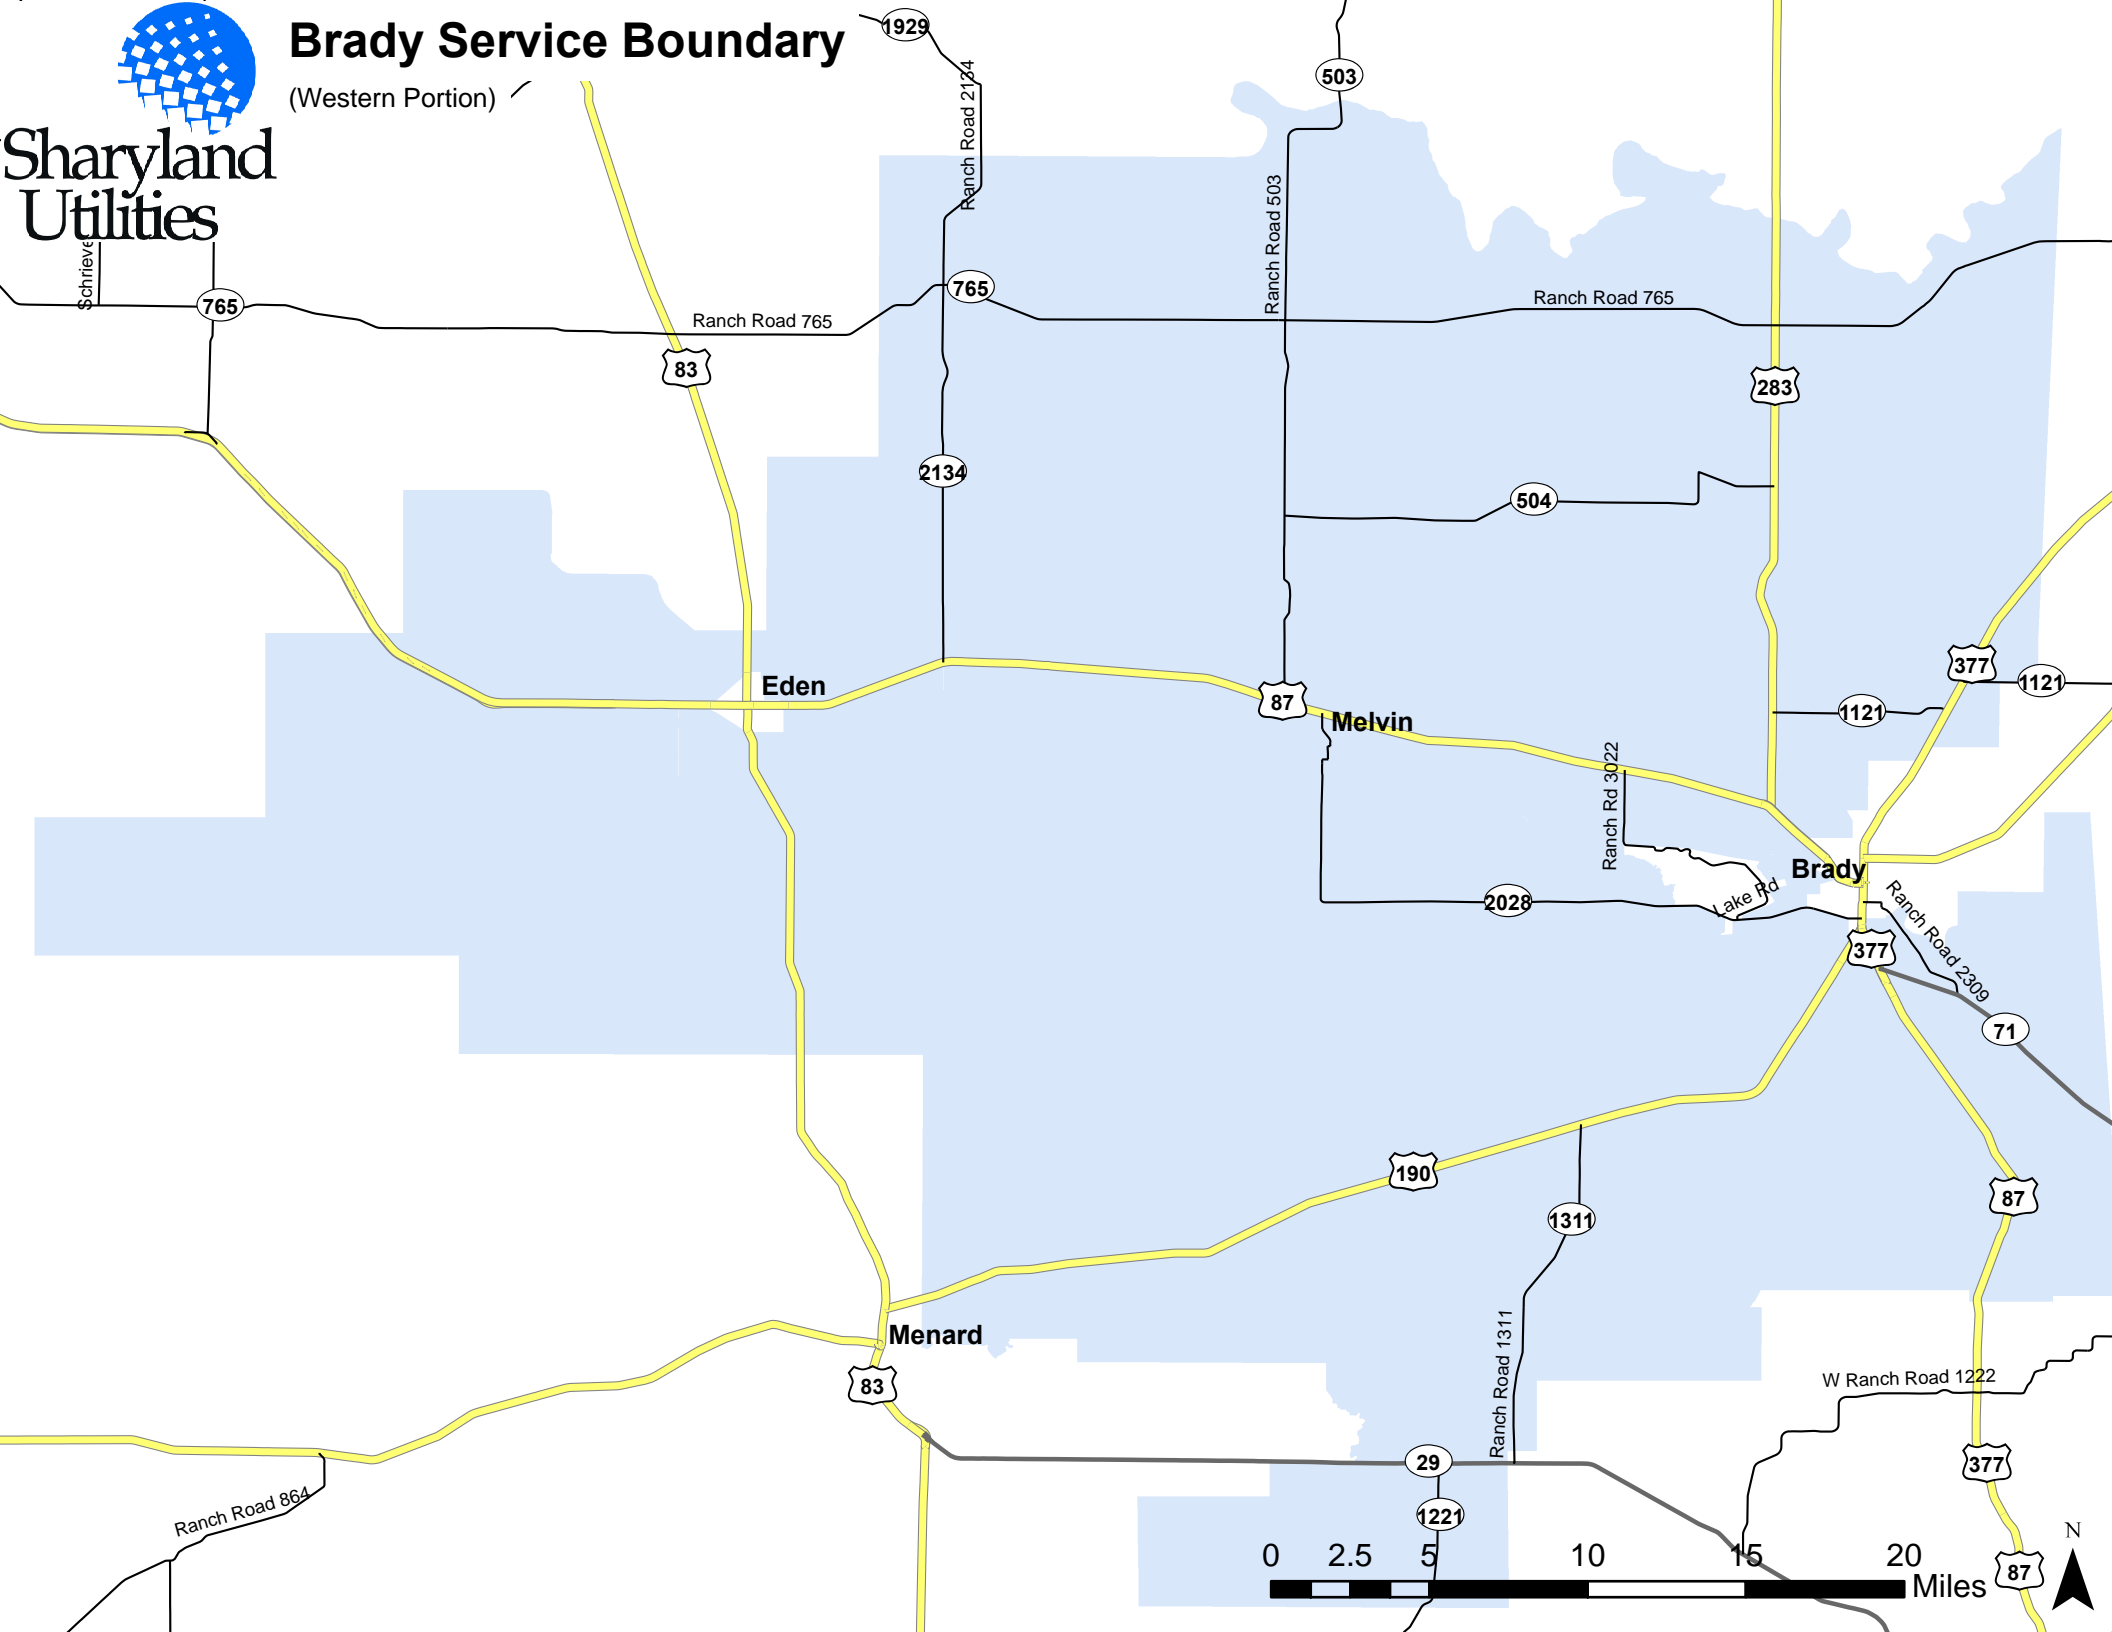 Brady Service Boundary
(Western Portion)
Sharyland
Utilities
1929
Ranch Road 2134
503
Ranch Road 503
Schrieve
765
Ranch Road 765
765
Ranch Road 765
83
283
2134
504
377
1121
1121
Eden
87
Melvin
Ranch Rd 3022
Brady
Lake Rd
2028
Ranch Road 2309
377
71
190
87
1311
Ranch Road 1311
Menard
83
W Ranch Road 1222
29
377
Ranch Road 864
1221
N
0 2.5 5 10 15 20
Miles
87